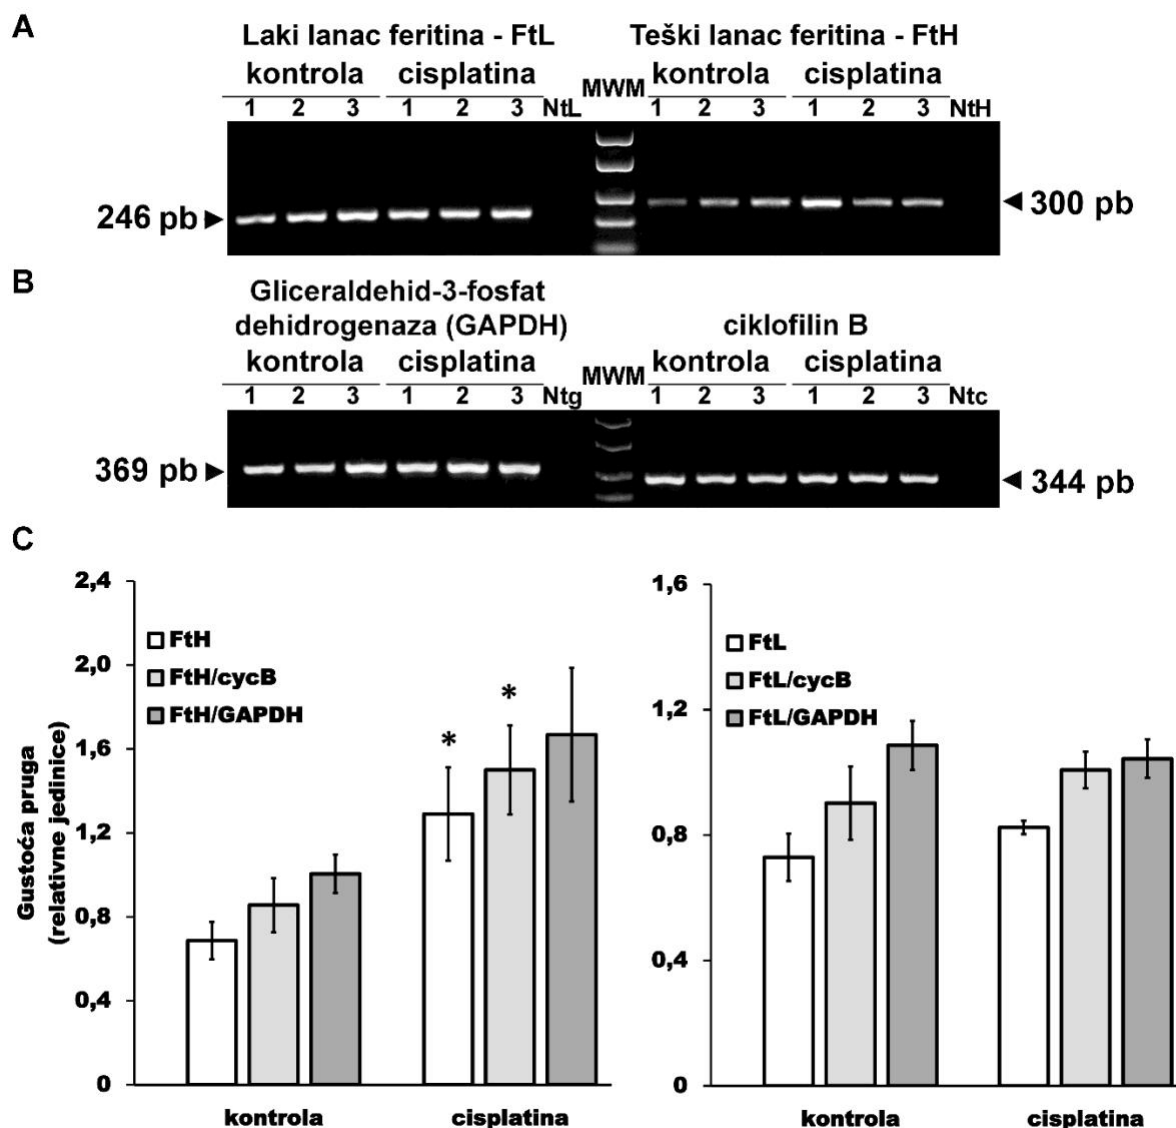 A
Laki lanac feritina - FtL
Teški lanac feritina - FtH
kontrola cisplatina MWM kontrola cisplatina
1 2 3 1 2 3 NtL 1 2 3 1 2 3 NtH
246 pb
300 pb
B
Gliceraldehid-3-fosfat
dehidrogenaza (GAPDH)
ciklofilin B
kontrola cisplatina MWM kontrola cisplatina
1 2 3 1 2 3 Ntg 1 2 3 1 2 3 Ntc
369 pb
344 pb
C
Gustoća pruga
(relativne jedinice)
2,4
2,0
1,6
1,2
0,8
0,4
0
FtH
FtH/cycB
FtH/GAPDH
* *
kontrola cisplatina
1,6
1,2
0,8
0,4
0
FtL
FtL/cycB
FtL/GAPDH
kontrola cisplatina